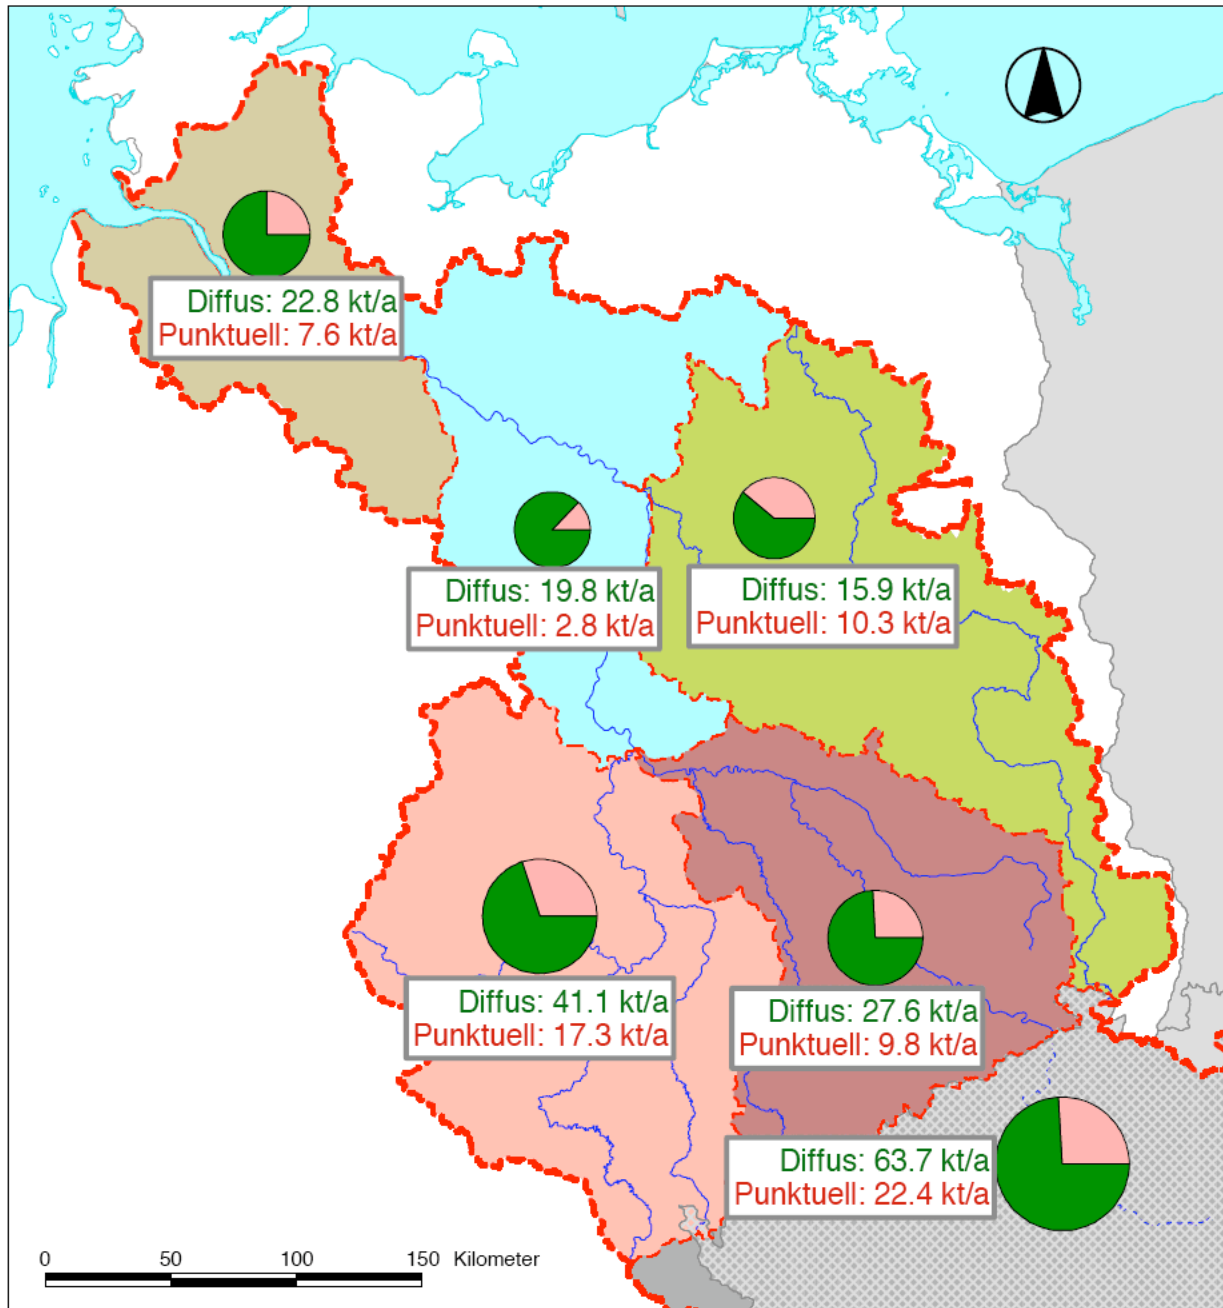 Diffus: 22.8 kt/a
Punktuell: 7.6 kt/a
Diffus: 19.8 kt/a
Punktuell: 2.8 kt/a
Diffus: 15.9 kt/a
Punktuell: 10.3 kt/a
Diffus: 41.1 kt/a
Punktuell: 17.3 kt/a
Diffus: 27.6 kt/a
Punktuell: 9.8 kt/a
Diffus: 63.7 kt/a
Punktuell: 22.4 kt/a
0 50 100 150 Kilometer